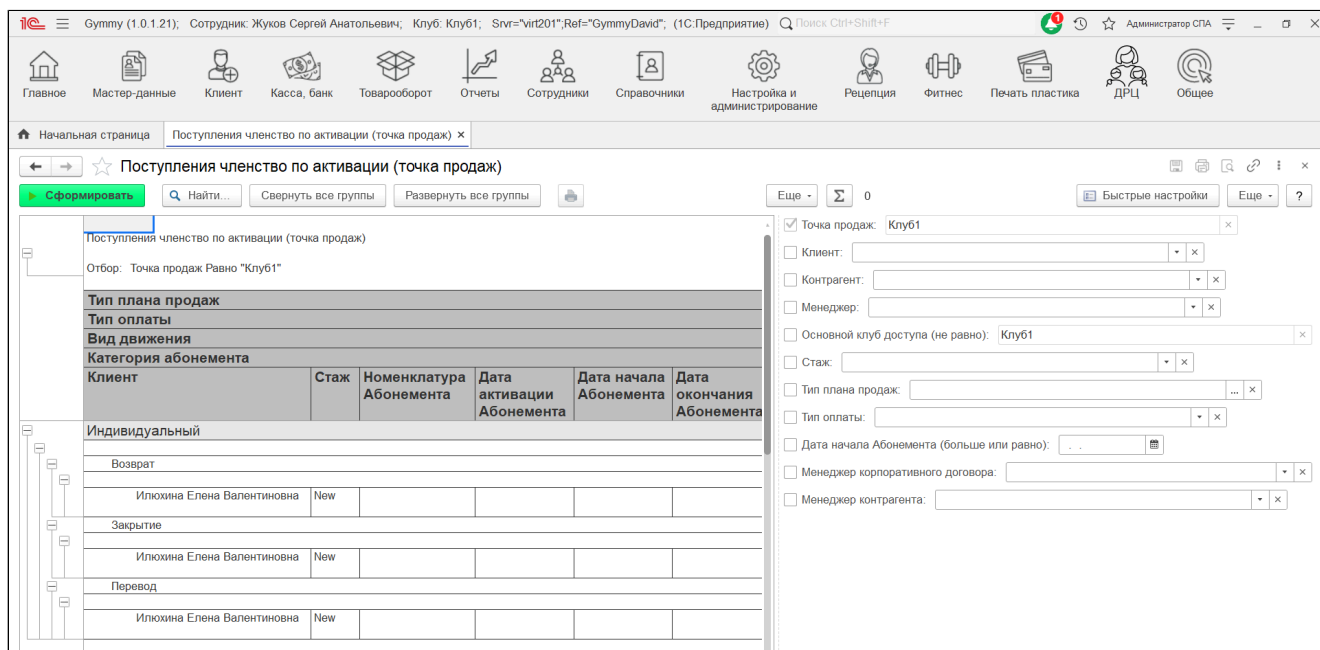 1С Gymmy (1.0.1.21); Сотрудник: Жуков Сергей Анатольевич; Клуб: Клуб1; Srvr="virt201";Ref="GymmyDavid"; (1С:Предприятие) Поиск Ctrl+Shift+F 1 Администратор СПА
Главное Мастер-данные Клиент Касса, банк Товарооборот Отчеты Сотрудники Справочники Настройка и администрирование Рецепция Фитнес Печать пластика ДРЦ Общее
Начальная страница Поступления членство по активации (точка продаж) ×
Поступления членство по активации (точка продаж)
Сформировать Найти... Свернуть все группы Развернуть все группы Еще Σ 0 Быстрые настройки Еще ?
Поступления членство по активации (точка продаж)
Отбор: Точка продаж Равно "Клуб1"
Тип плана продаж
Тип оплаты
Вид движения
Категория абонемента
Клиент Стаж Номенклатура Абонемента Дата активации Абонемента Дата начала Абонемента Дата окончания Абонемента
Индивидуальный
Возврат
Илюхина Елена Валентиновна New
Закрытие
Илюхина Елена Валентиновна New
Перевод
Илюхина Елена Валентиновна New
Точка продаж: Клуб1
Клиент:
Контрагент:
Менеджер:
Основной клуб доступа (не равно): Клуб1
Стаж:
Тип плана продаж: ...
Тип оплаты:
Дата начала Абонемента (больше или равно): . .
Менеджер корпоративного договора:
Менеджер контрагента: